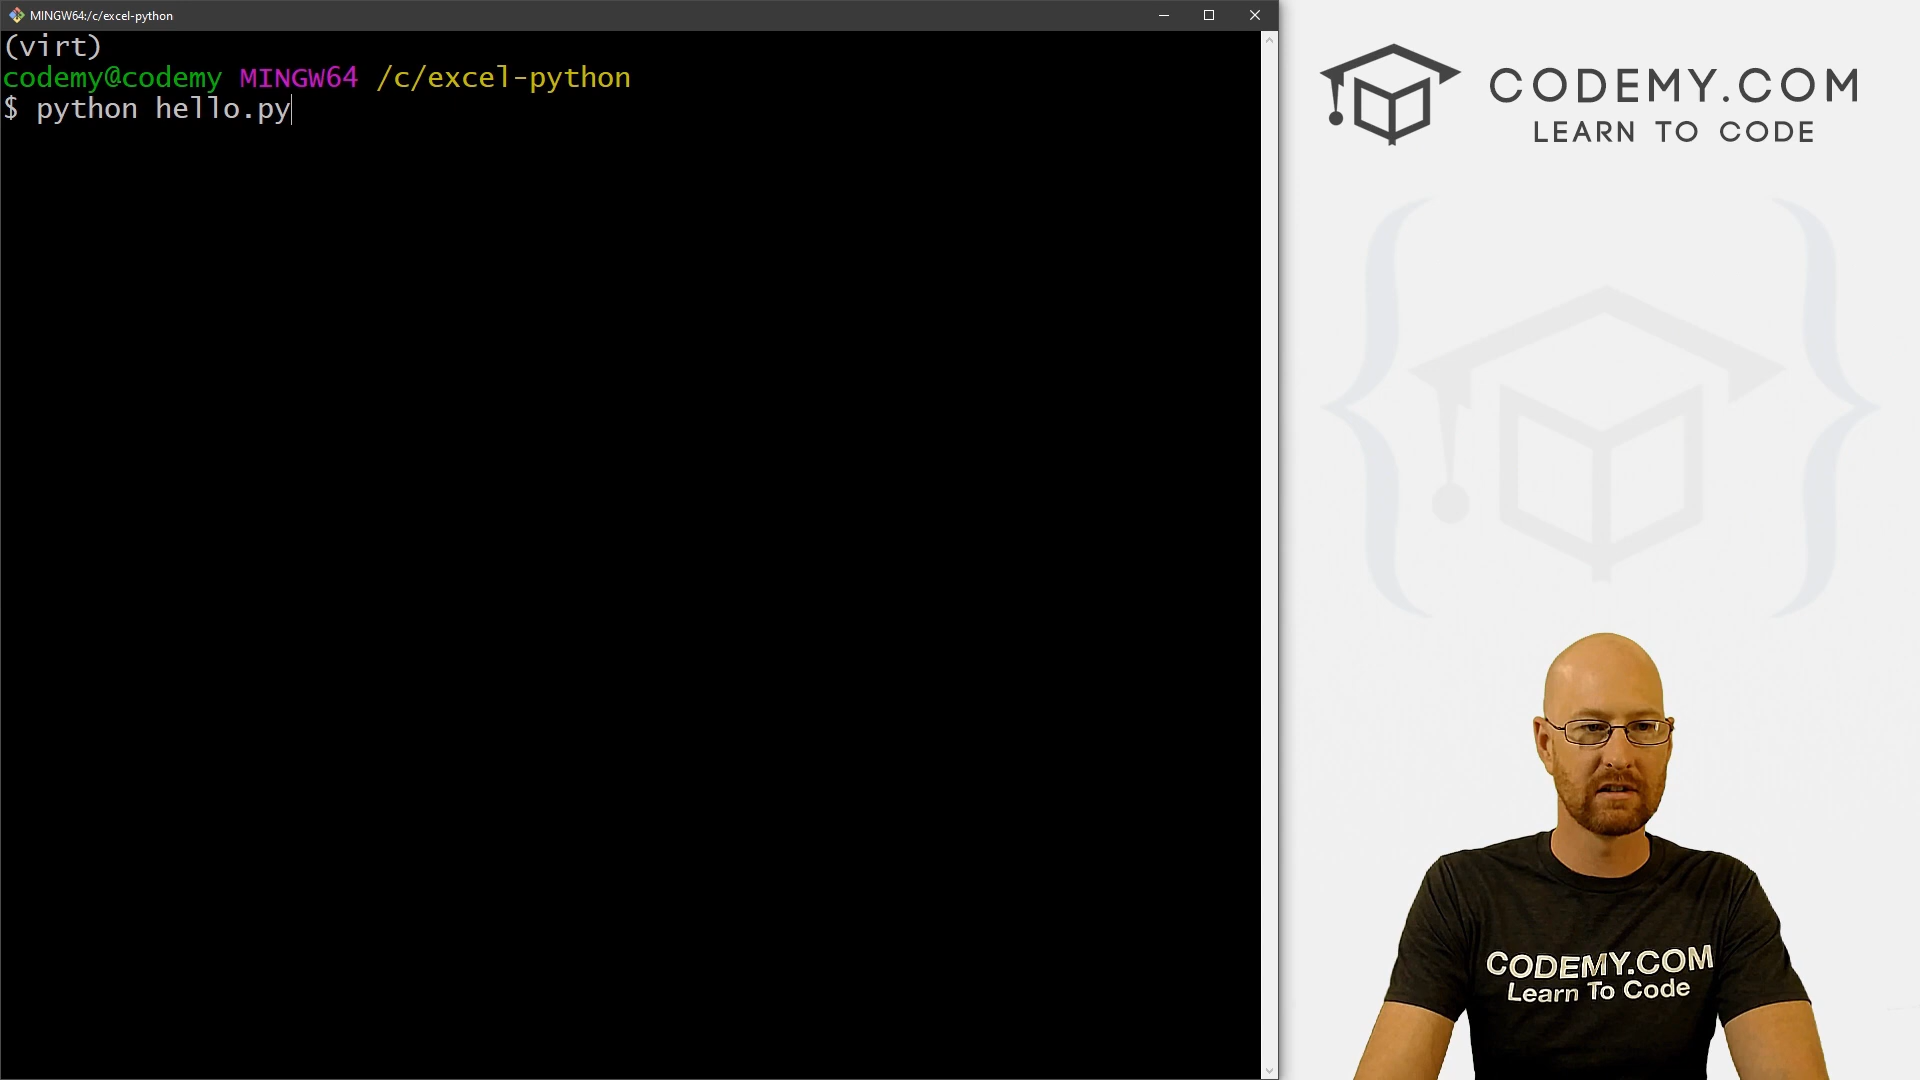 MINGW64:/c/excel-python
(virt)
codemy@codemy MINGW64 /c/excel-python
$ python hello.py
CODEMY.COM
LEARN TO CODE
CODEMY.COM
Learn To Code